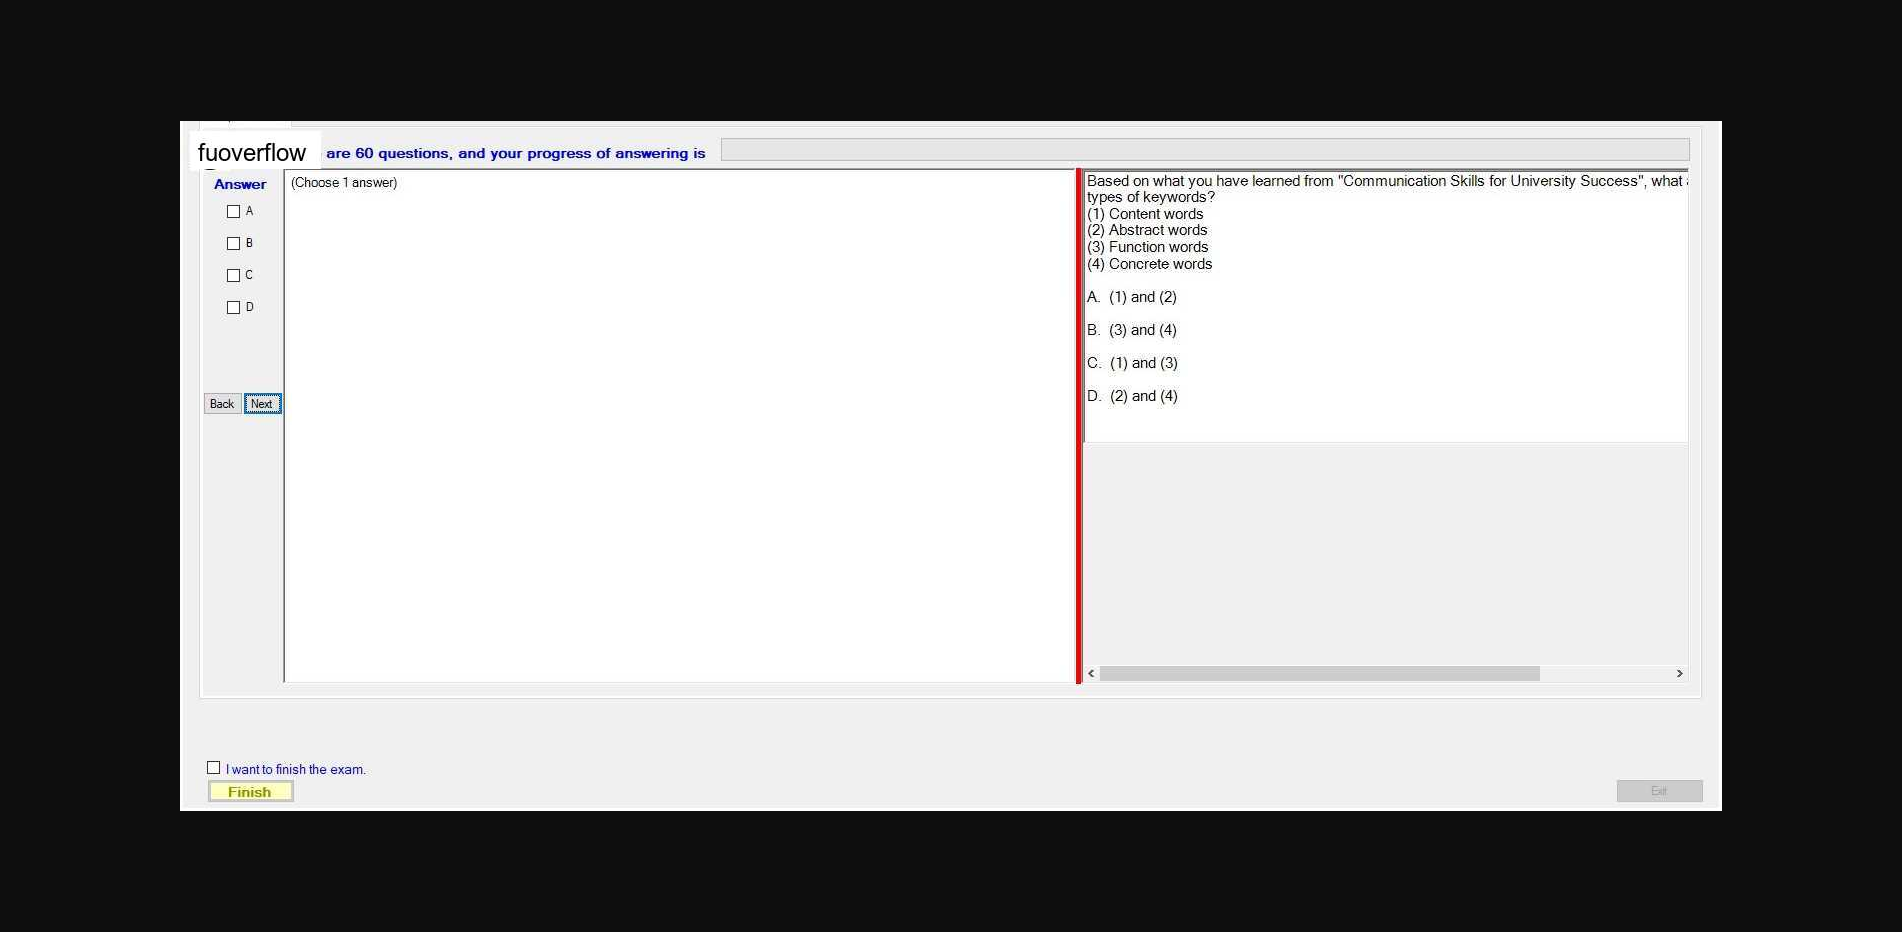 fuoverflow are 60 questions, and your progress of answering is
Answer
A
B
C
D
Back Next
(Choose 1 answer)
Based on what you have learned from "Communication Skills for University Success", what
types of keywords?
(1) Content words
(2) Abstract words
(3) Function words
(4) Concrete words
A. (1) and (2)
B. (3) and (4)
C. (1) and (3)
D. (2) and (4)
I want to finish the exam.
Finish
Exit